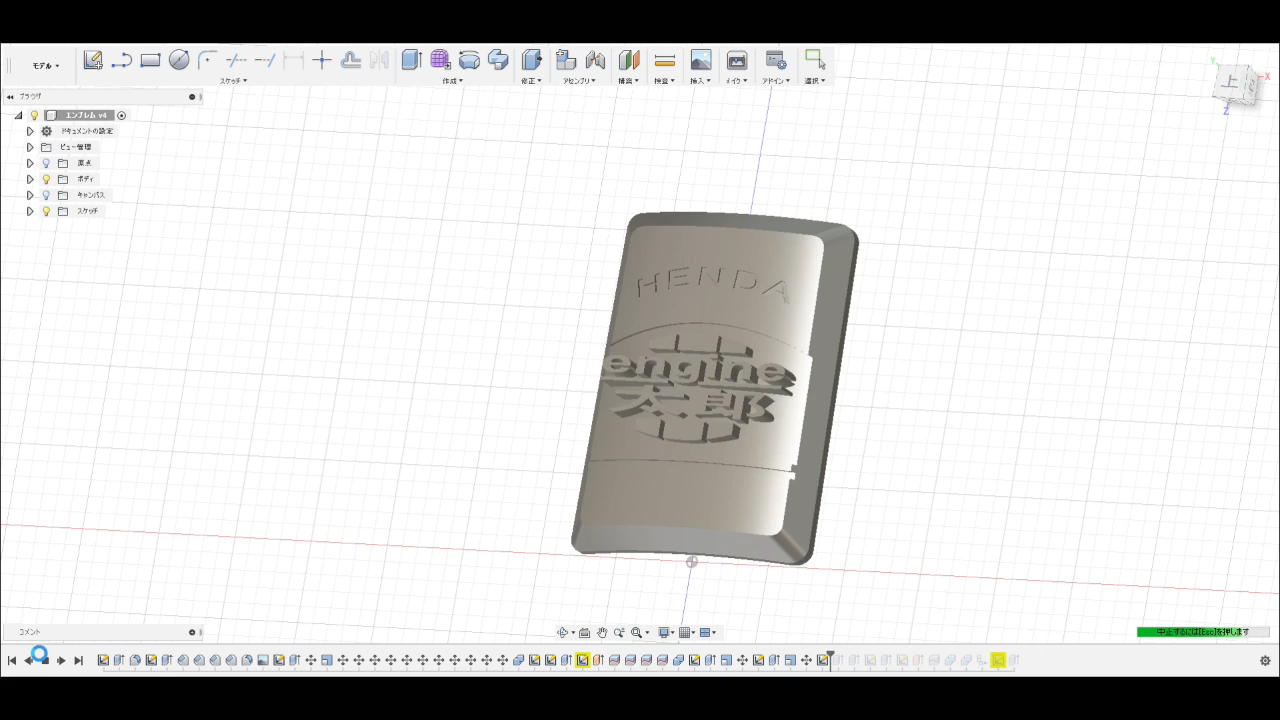 モデル
スケッチ
作成
修正
アセンブリ
構築
検査
挿入
メイク
アドイン
選択
ブラウザ
エンブレム v4
ドキュメントの設定
ビュー管理
原点
ボディ
キャンバス
スケッチ
Y
上
X
Z
HENDA
engine
太郎
コメント
中止するには[Esc]を押します